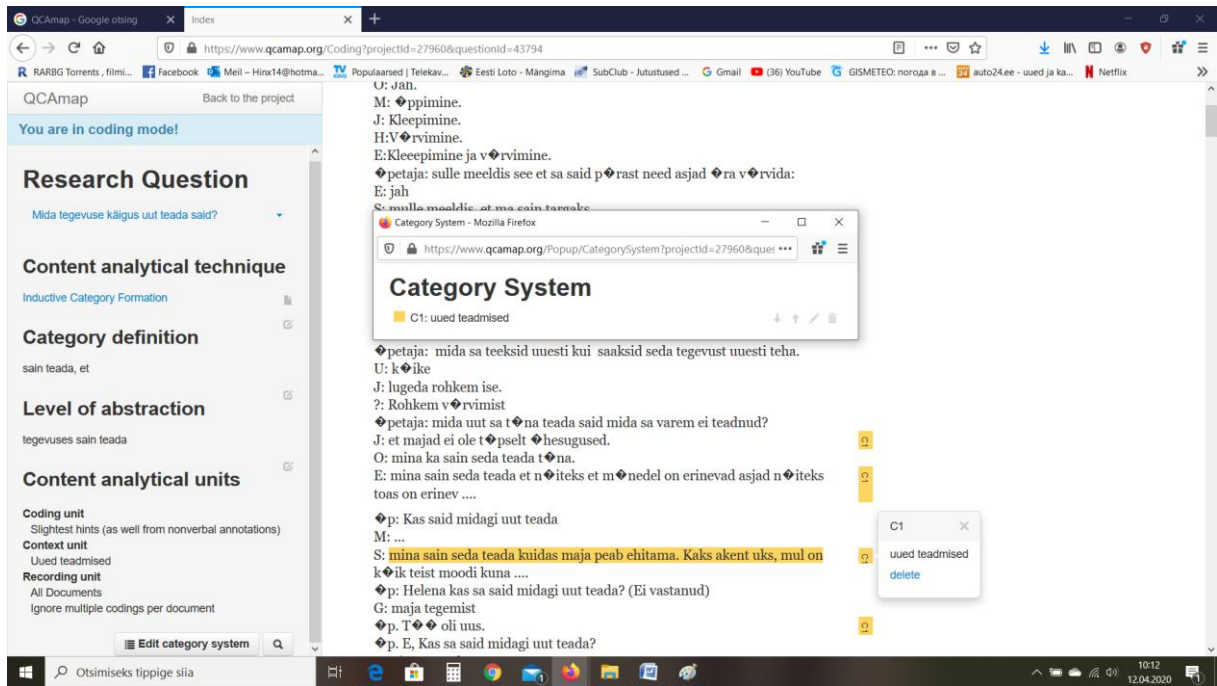 QCAmap - Google otsing
Index
https://www.qcamap.org/Coding?projectId=27960&questionId=43794
RARBG Torrents , filmi...
Facebook
Meil – Hinx14@hotma...
Populaarsed | Telekav...
Eesti Loto - Mängima
SubClub - Jutustused ...
Gmail
(36) YouTube
GISMETEO: погода в ...
auto24.ee - uued ja ka...
Netflix
QCAmap
Back to the project
You are in coding mode!
Research Question
Mida tegevuse käigus uut teada said?
Content analytical technique
Inductive Category Formation
Category definition
sain teada, et
Level of abstraction
tegevuses sain teada
Content analytical units
Coding unit
Slightest hints (as well from nonverbal annotations)
Context unit
Uued teadmised
Recording unit
All Documents
Ignore multiple codings per document
Edit category system
O: Jah.
M: �ppimine.
J: Kleepimine.
H:V�rvimine.
E:Kleeepimine ja v�rvimine.
�petaja: sulle meeldis see et sa said p�rast need asjad �ra v�rvida:
E: jah
S: mulle meeldis, et ma sain targaks
Category System - Mozilla Firefox
https://www.qcamap.org/Popup/CategorySystem?projectId=27960&ques
Category System
C1: uued teadmised
�petaja: mida sa teeksid uuesti kui saaksid seda tegevust uuesti teha.
U: k�ike
J: lugeda rohkem ise.
?: Rohkem v�rvimist
�petaja: mida uut sa t�na teada said mida sa varem ei teadnud?
J: et majad ei ole t�pselt �hesugused.
C1
O: mina ka sain seda teada t�na.
E: mina sain seda teada et n�iteks et m�nedel on erinevad asjad n�iteks
C1
toas on erinev ....
�p: Kas said midagi uut teada
M: ...
S: mina sain seda teada kuidas maja peab ehitama. Kaks akent uks, mul on
C1
k�ik teist moodi kuna ....
�p: Helena kas sa said midagi uut teada? (Ei vastanud)
G: maja tegemist
�p. T�� oli uus.
C1
�p. E, Kas sa said midagi uut teada?
C1
uued teadmised
delete
Otsimiseks tippige siia
10:12
12.04.2020